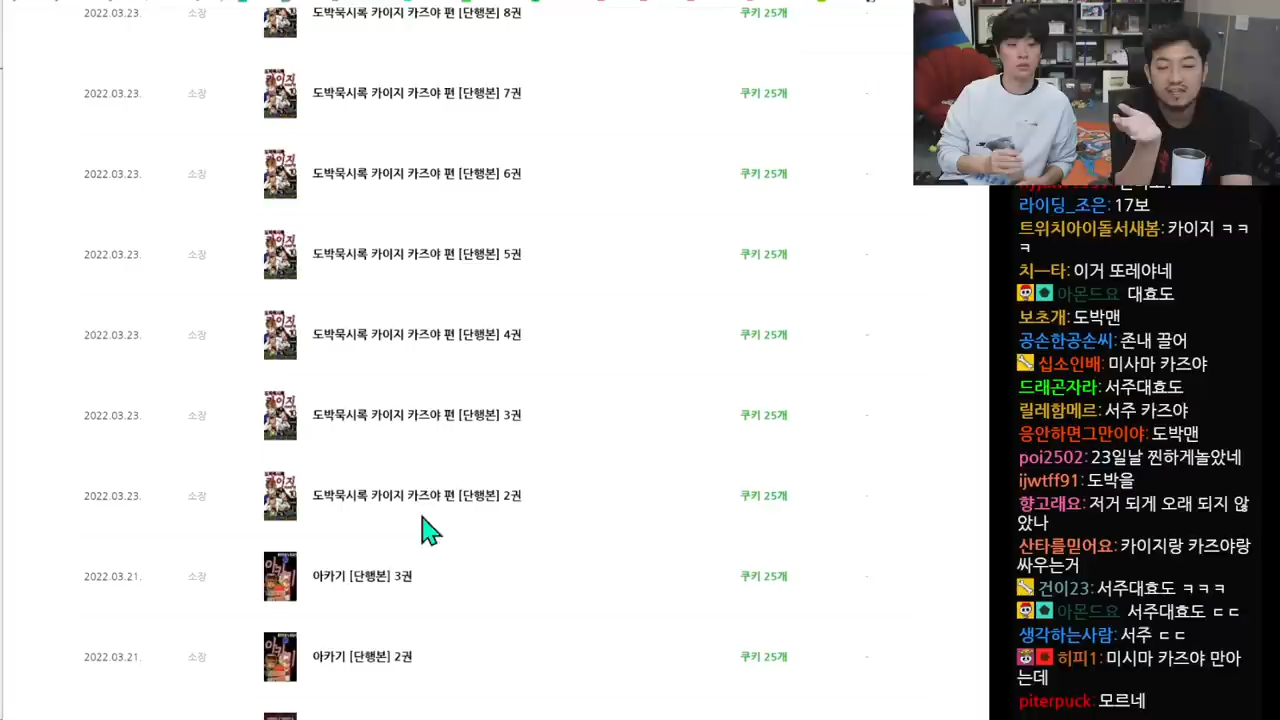 2022.03.23. 소장 도박묵시록 카이지 카즈야 편 [단행본] 8권 쿠키 25개
2022.03.23. 소장 도박묵시록 카이지 카즈야 편 [단행본] 7권 쿠키 25개 -
2022.03.23. 소장 도박묵시록 카이지 카즈야 편 [단행본] 6권 쿠키 25개 -
2022.03.23. 소장 도박묵시록 카이지 카즈야 편 [단행본] 5권 쿠키 25개 -
2022.03.23. 소장 도박묵시록 카이지 카즈야 편 [단행본] 4권 쿠키 25개 -
2022.03.23. 소장 도박묵시록 카이지 카즈야 편 [단행본] 3권 쿠키 25개 -
2022.03.23. 소장 도박묵시록 카이지 카즈야 편 [단행본] 2권 쿠키 25개 -
2022.03.21. 소장 아카기 [단행본] 3권 쿠키 25개 -
2022.03.21. 소장 아카기 [단행본] 2권 쿠키 25개 -
라이딩_조은: 17보
트위치아이돌서새봄: 카이지 ㅋㅋ
ㅋ
치—타: 이거 또레야네
아몬드요 대효도
보초개: 도박맨
공손한공손씨: 존내 끌어
십소인배: 미사마 카즈야
드래곤자라: 서주대효도
릴레함메르: 서주 카즈야
응안하면그만이야: 도박맨
poi2502: 23일날 찐하게놀았네
ijwtff91: 도박을
향고래요: 저거 되게 오래 되지 않
았나
산타를믿어요: 카이지랑 카즈야랑
싸우는거
건이23: 서주대효도 ㅋㅋㅋ
아몬드요 서주대효도 ㄷㄷ
생각하는사람: 서주 ㄷㄷ
히피1: 미시마 카즈야 만아
는데
piterpuck: 모르네